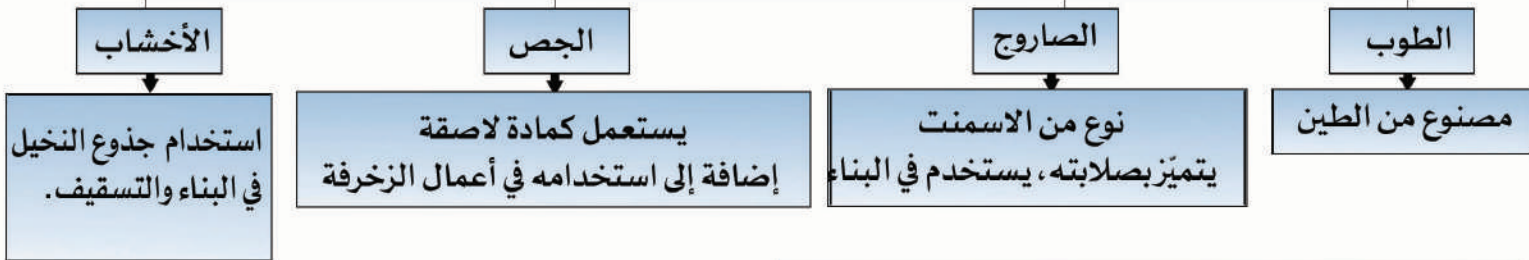 الطوب
مصنوع من الطين
الصاروج
نوع من الاسمنت
يتميّز بصلابته، يستخدم في البناء
الجص
يستعمل كمادة لاصقة
إضافة إلى استخدامه في أعمال الزخرفة
الأخشاب
استخدام جذوع النخيل
في البناء والتسقيف.